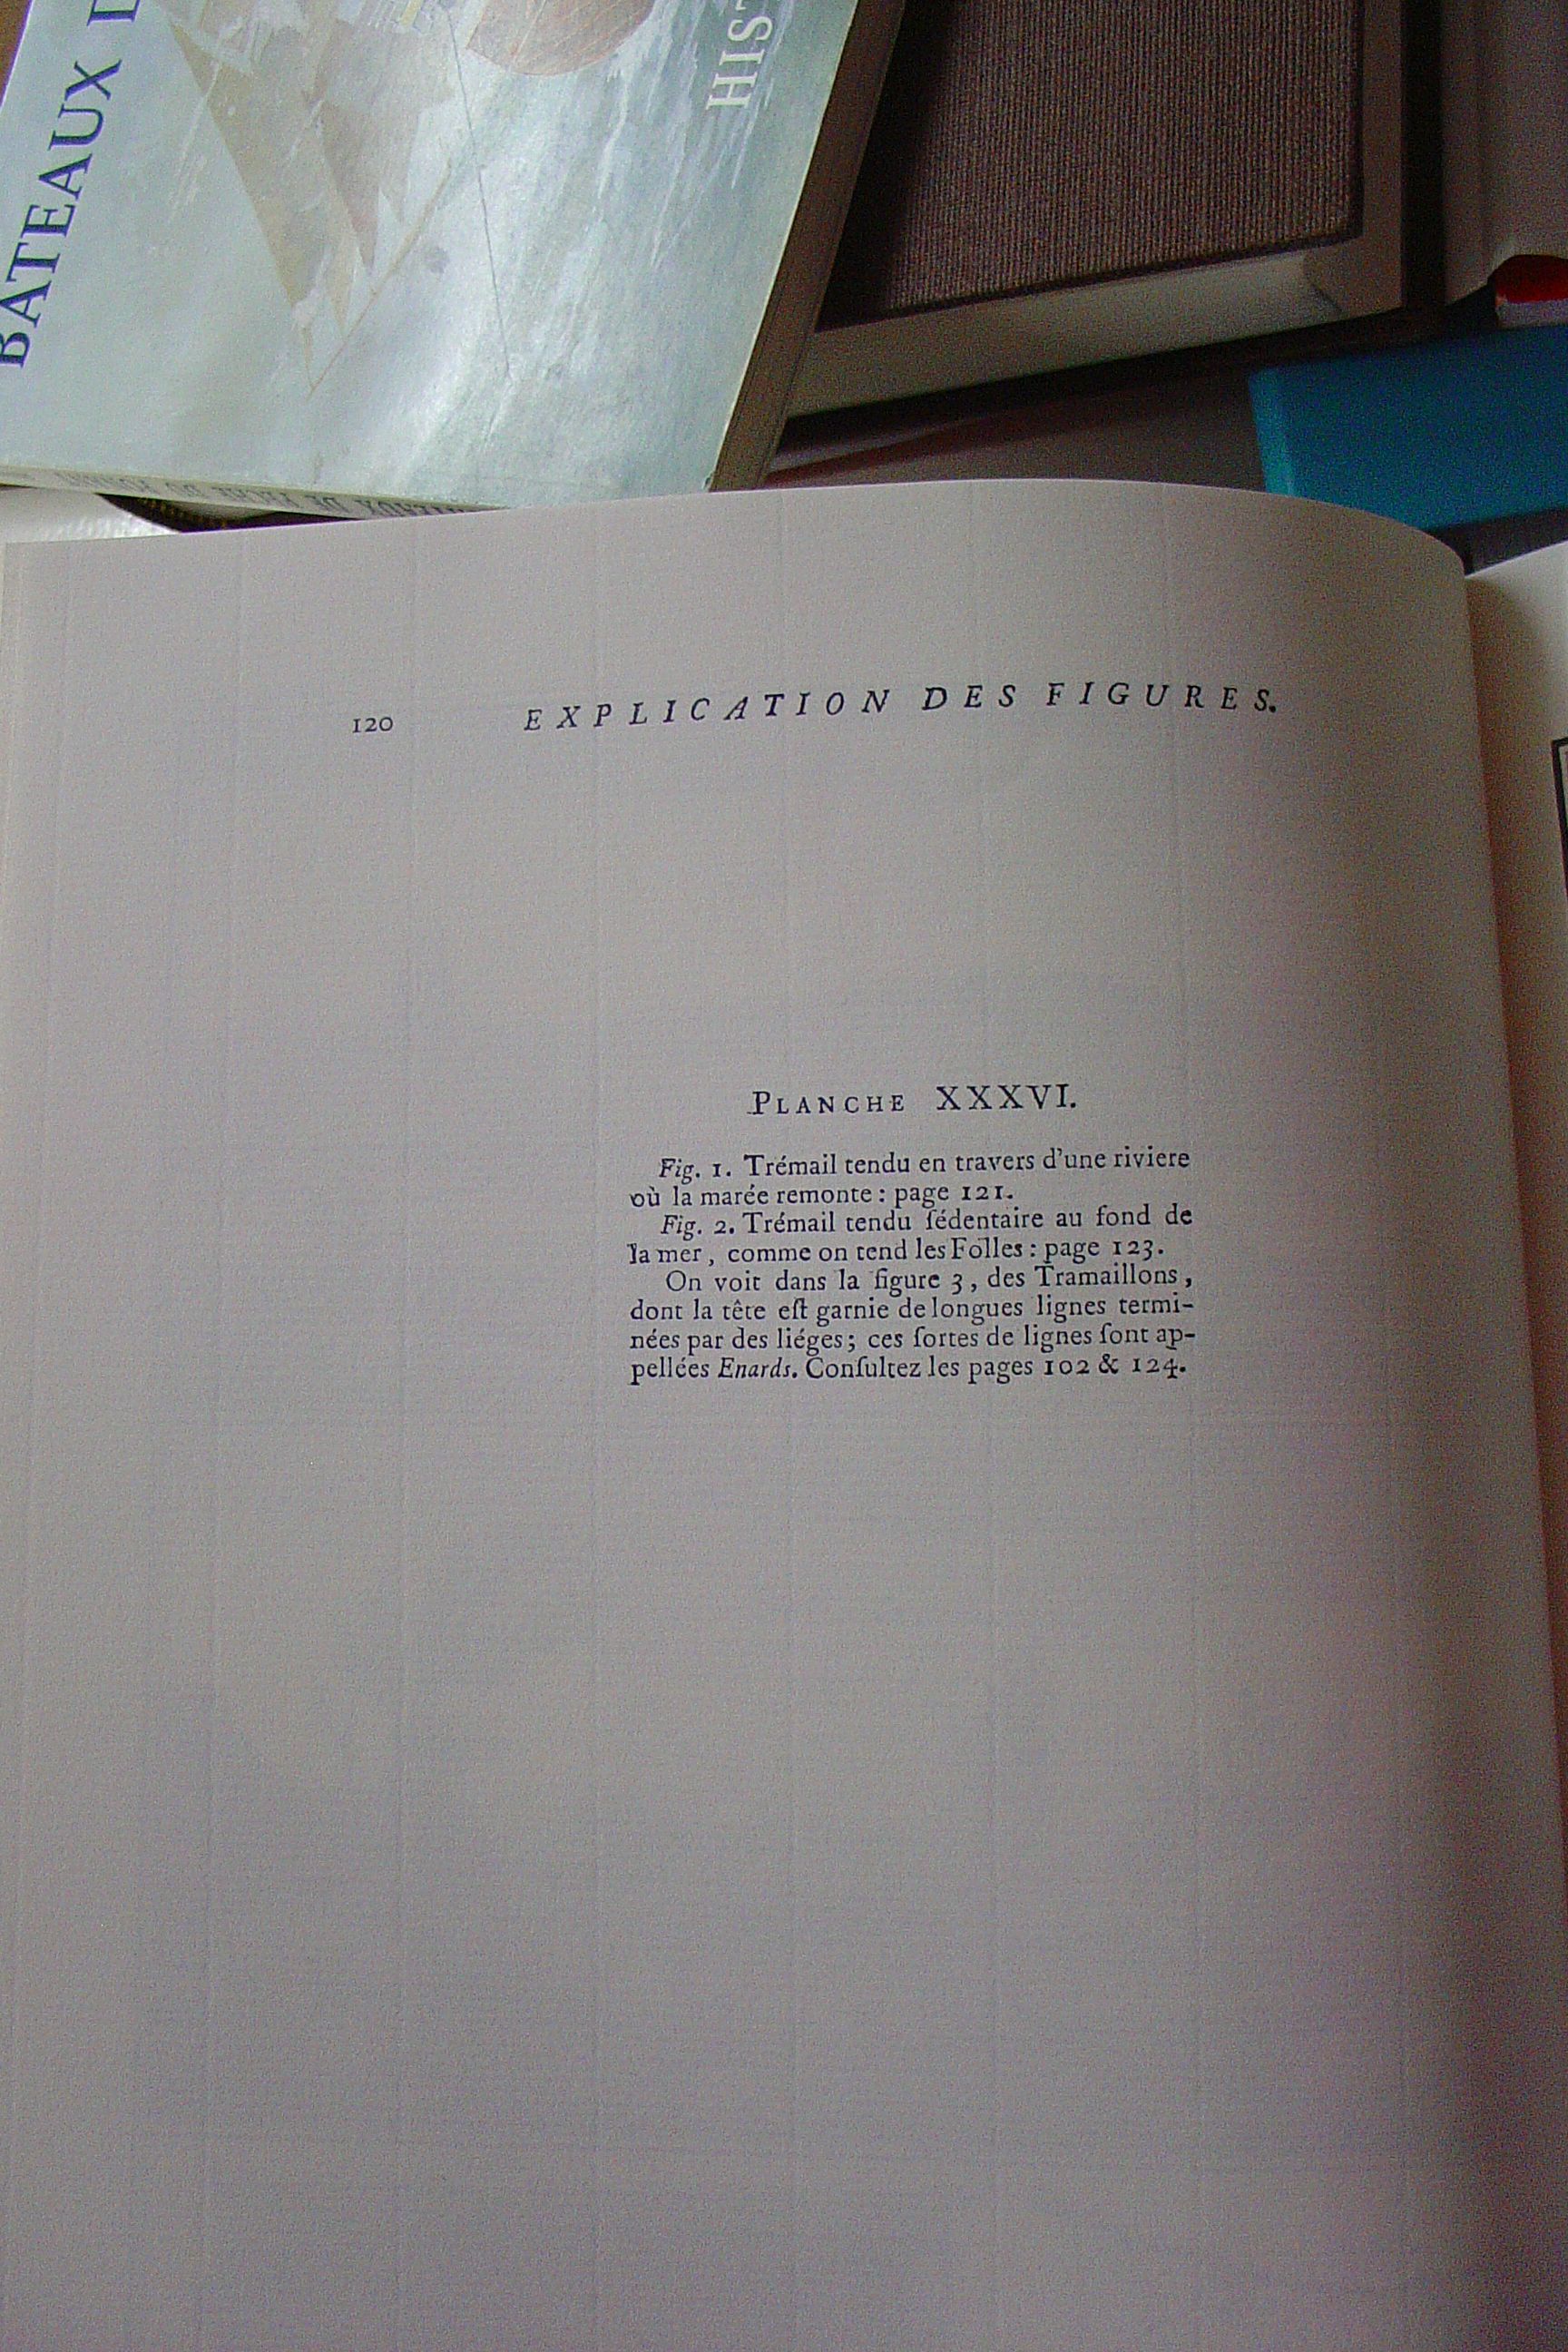 BATEAUX
HIS
120 EXPLICATION DES FIGURES.
PLANCHE XXXVI.
Fig. 1. Trémail tendu en travers d'une riviere
où la marée remonte : page 121.
Fig. 2. Trémail tendu ſédentaire au fond de
la mer, comme on tend les Folles : page 123.
On voit dans la figure 3, des Tramaillons,
dont la tête eſt garnie de longues lignes termi-
nées par des liéges; ces ſortes de lignes ſont ap-
pellées Enards. Conſultez les pages 102 & 124.